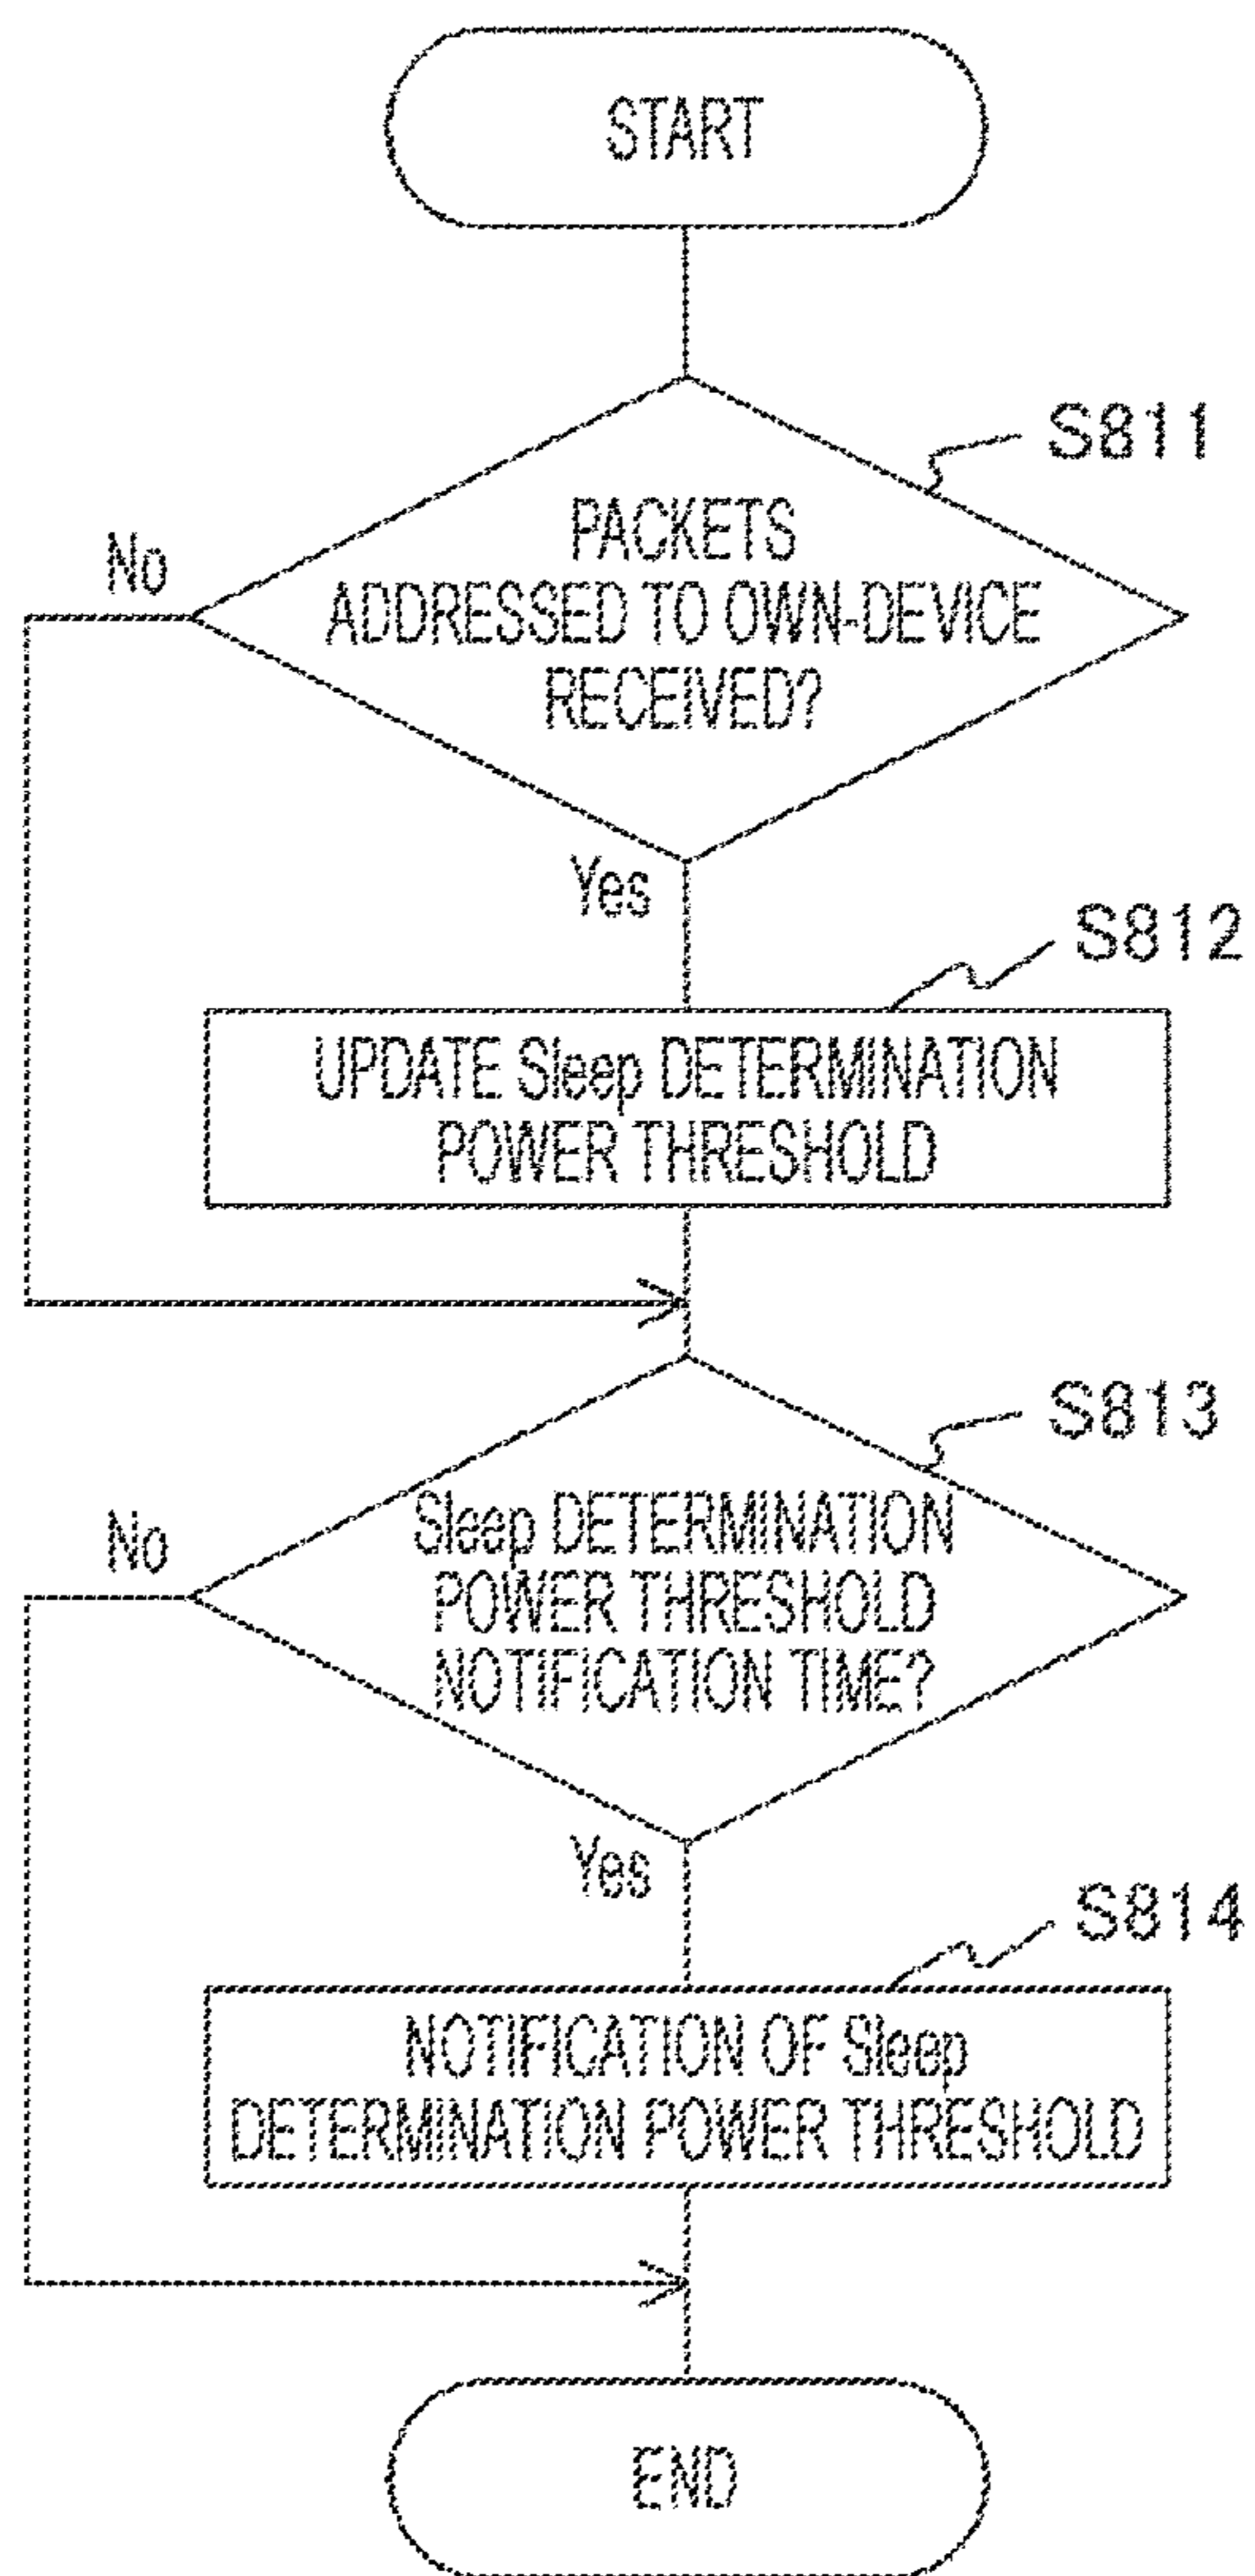 START
S811
PACKETS
ADDRESSED TO OWN-DEVICE
RECEIVED?
No
Yes
S812
UPDATE Sleep DETERMINATION
POWER THRESHOLD
S813
Sleep DETERMINATION
POWER THRESHOLD
NOTIFICATION TIME?
No
Yes
S814
NOTIFICATION OF Sleep
DETERMINATION POWER THRESHOLD
END